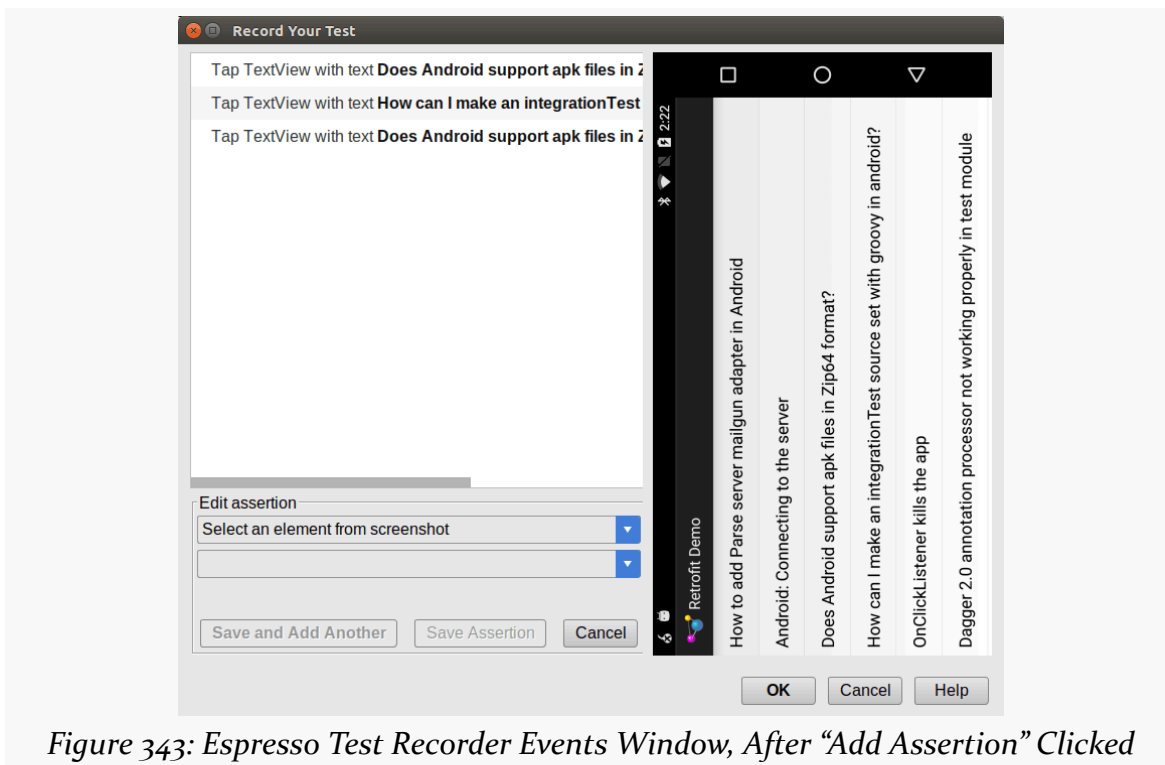 Record Your Test
Tap TextView with text Does Android support apk files in Z
Tap TextView with text How can I make an integrationTest
Tap TextView with text Does Android support apk files in Z
Edit assertion
Select an element from screenshot
Save and Add Another
Save Assertion
Cancel
2:22
Retrofit Demo
How to add Parse server mailgun adapter in Android
Android: Connecting to the server
Does Android support apk files in Zip64 format?
How can I make an integrationTest source set with groovy in android?
OnClickListener kills the app
Dagger 2.0 annotation processor not working properly in test module
OK
Cancel
Help
Figure 343: Espresso Test Recorder Events Window, After “Add Assertion” Clicked